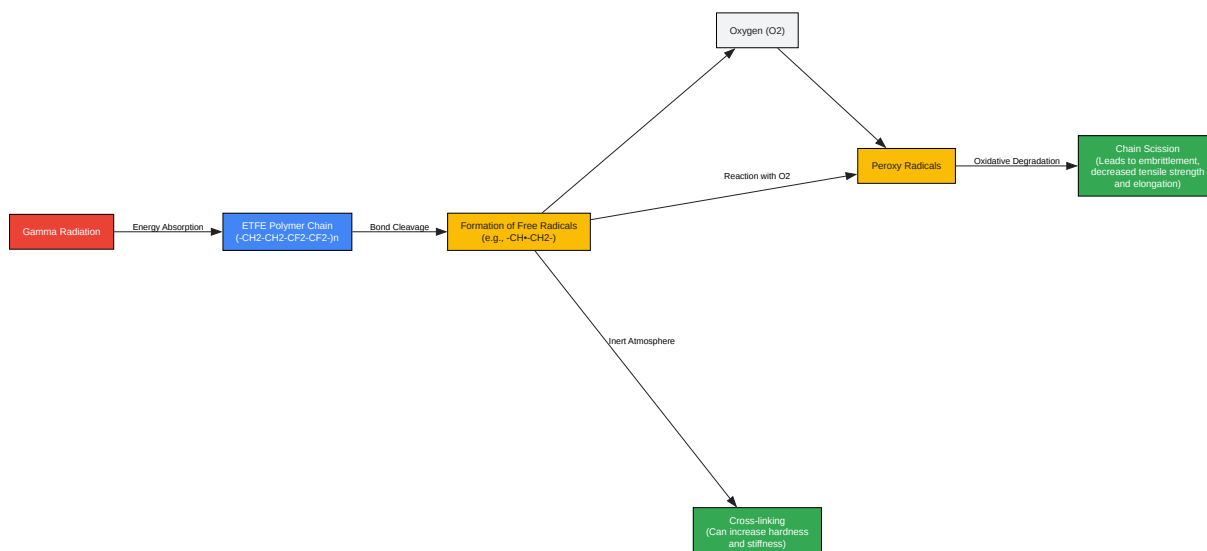 Oxygen (O2)
Gamma Radiation
Energy Absorption
ETFE Polymer Chain
(-CH2-CH2-CF2-CF2-)n
Bond Cleavage
Formation of Free Radicals
(e.g., -CH•-CH2-)
Reaction with O2
Peroxy Radicals
Oxidative Degradation
Chain Scission
(Leads to embrittlement,
decreased tensile strength
and elongation)
Inert Atmosphere
Cross-linking
(Can increase hardness
and stiffness)